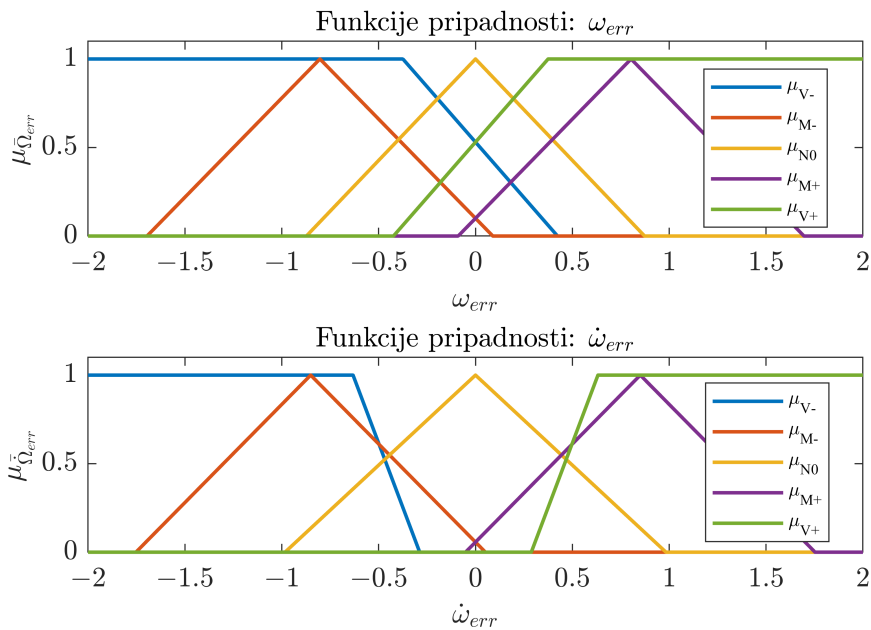 Funkcije pripadnosti: ω_err
1
0.5
0
μ_Ω̄_err
−2 −1.5 −1 −0.5 0 0.5 1 1.5 2
ω_err
μ_V-
μ_M-
μ_N0
μ_M+
μ_V+
Funkcije pripadnosti: ω̇_err
1
0.5
0
μ_Ω̄̇_err
−2 −1.5 −1 −0.5 0 0.5 1 1.5 2
ω̇_err
μ_V-
μ_M-
μ_N0
μ_M+
μ_V+